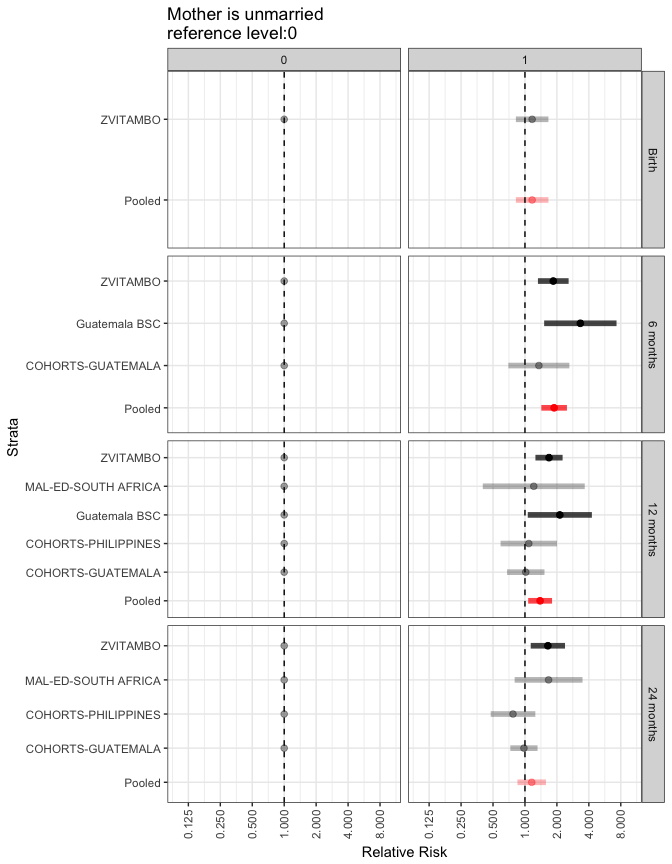 Mother is unmarried
reference level:0
0
1
ZVITAMBO
Pooled
Birth
ZVITAMBO
Guatemala BSC
COHORTS-GUATEMALA
Pooled
6 months
ZVITAMBO
MAL-ED-SOUTH AFRICA
Guatemala BSC
COHORTS-PHILIPPINES
COHORTS-GUATEMALA
Pooled
12 months
ZVITAMBO
MAL-ED-SOUTH AFRICA
COHORTS-PHILIPPINES
COHORTS-GUATEMALA
Pooled
24 months
Strata
0.125 0.250 0.500 1.000 2.000 4.000 8.000
0.125 0.250 0.500 1.000 2.000 4.000 8.000
Relative Risk